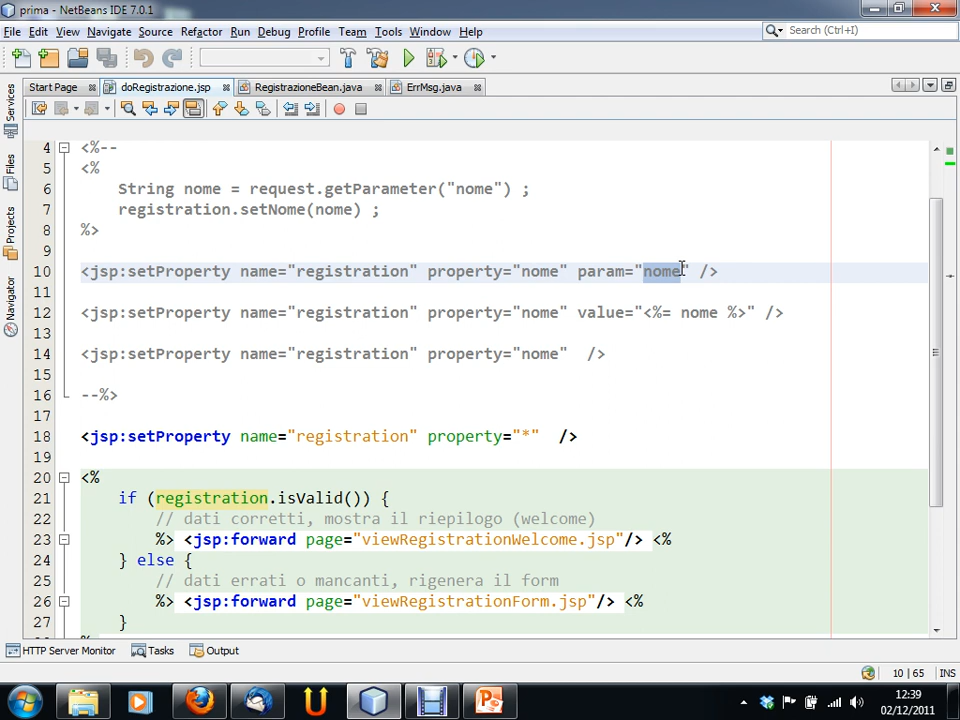 prima - NetBeans IDE 7.0.1
File Edit View Navigate Source Refactor Run Debug Profile Team Tools Window Help
Search (Ctrl+I)
Start Page doRegistrazione.jsp RegistrazioneBean.java ErrMsg.java
Services
Files
Projects
Navigator
4 <%--
5 <%
6 String nome = request.getParameter("nome") ;
7 registration.setNome(nome) ;
8 %>
9
10 <jsp:setProperty name="registration" property="nome" param="nome" />
11
12 <jsp:setProperty name="registration" property="nome" value="<%= nome %>" />
13
14 <jsp:setProperty name="registration" property="nome" />
15
16 --%>
17
18 <jsp:setProperty name="registration" property="*" />
19
20 <%
21 if (registration.isValid()) {
22 // dati corretti, mostra il riepilogo (welcome)
23 %> <jsp:forward page="viewRegistrationWelcome.jsp"/> <%
24 } else {
25 // dati errati o mancanti, rigenera il form
26 %> <jsp:forward page="viewRegistrationForm.jsp"/> <%
27 }
HTTP Server Monitor Tasks Output
10 | 65 INS
12:39
02/12/2011